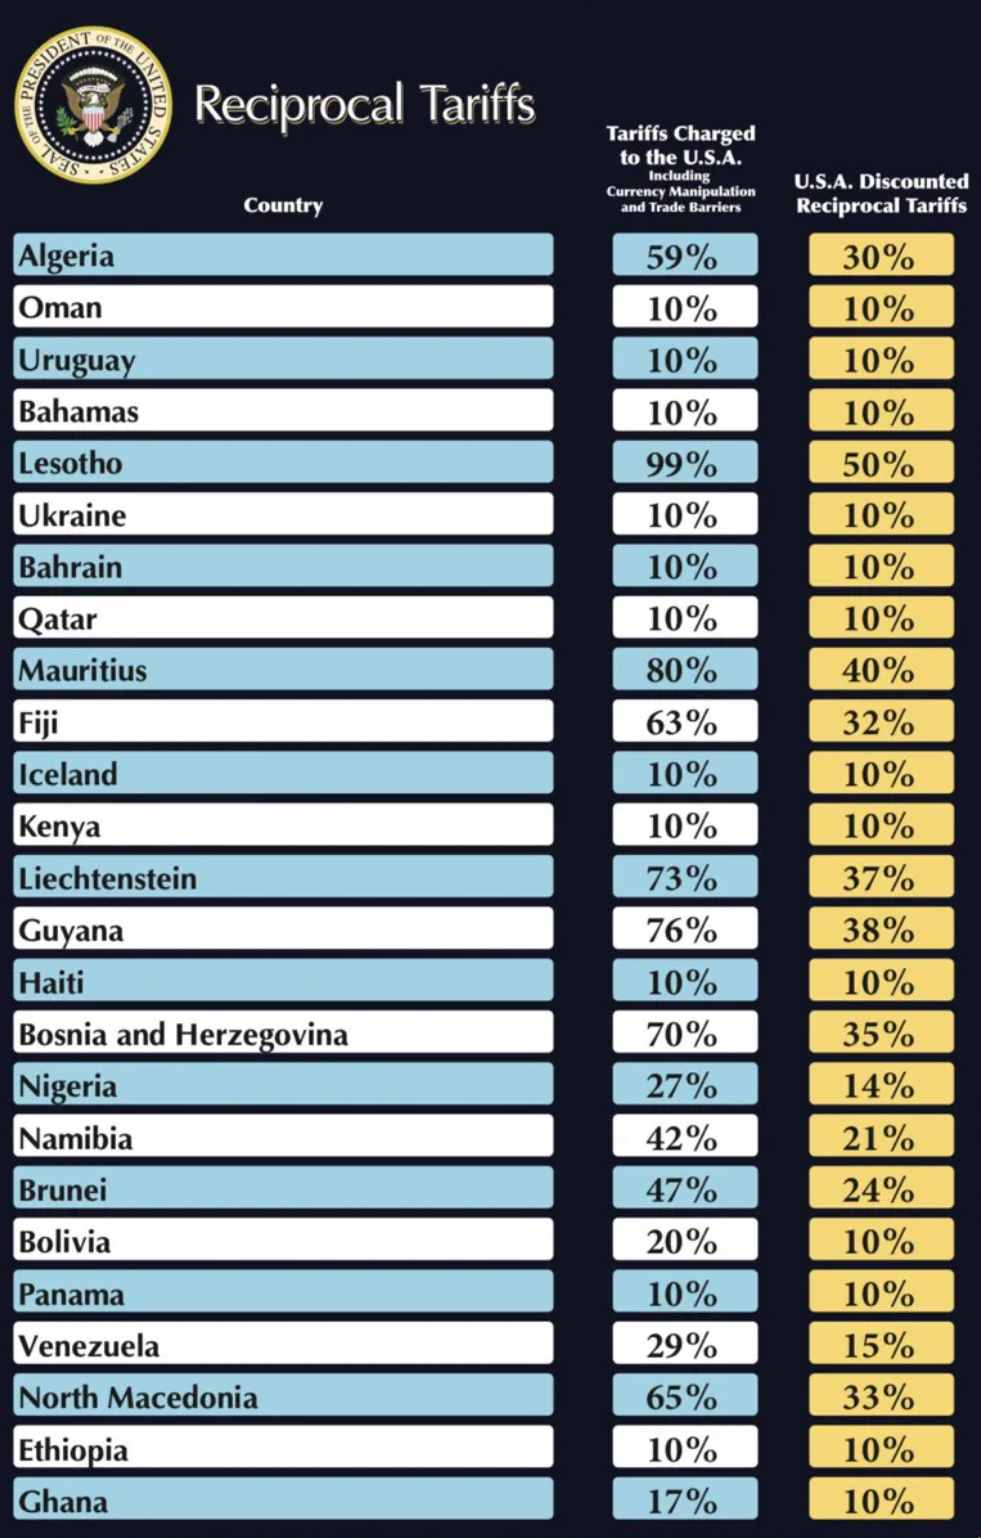 SEAL OF THE PRESIDENT OF THE UNITED STATES
Reciprocal Tariffs
Country
Tariffs Charged
to the U.S.A.
Including
Currency Manipulation
and Trade Barriers
U.S.A. Discounted
Reciprocal Tariffs
Algeria 59% 30%
Oman 10% 10%
Uruguay 10% 10%
Bahamas 10% 10%
Lesotho 99% 50%
Ukraine 10% 10%
Bahrain 10% 10%
Qatar 10% 10%
Mauritius 80% 40%
Fiji 63% 32%
Iceland 10% 10%
Kenya 10% 10%
Liechtenstein 73% 37%
Guyana 76% 38%
Haiti 10% 10%
Bosnia and Herzegovina 70% 35%
Nigeria 27% 14%
Namibia 42% 21%
Brunei 47% 24%
Bolivia 20% 10%
Panama 10% 10%
Venezuela 29% 15%
North Macedonia 65% 33%
Ethiopia 10% 10%
Ghana 17% 10%